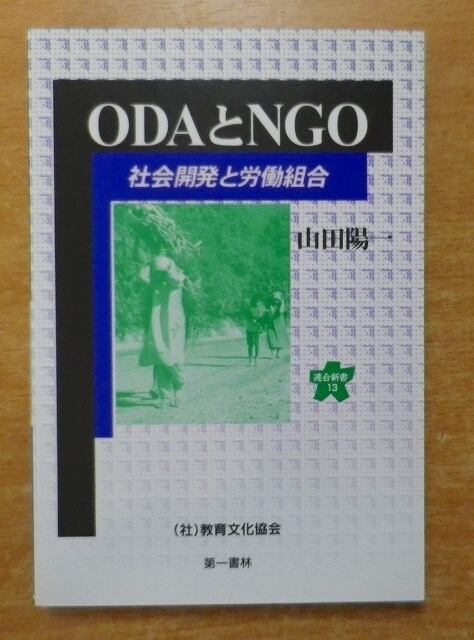 ODAとNGO
社会開発と労働組合
山田陽一
連合新書
13
（社）教育文化協会
第一書林